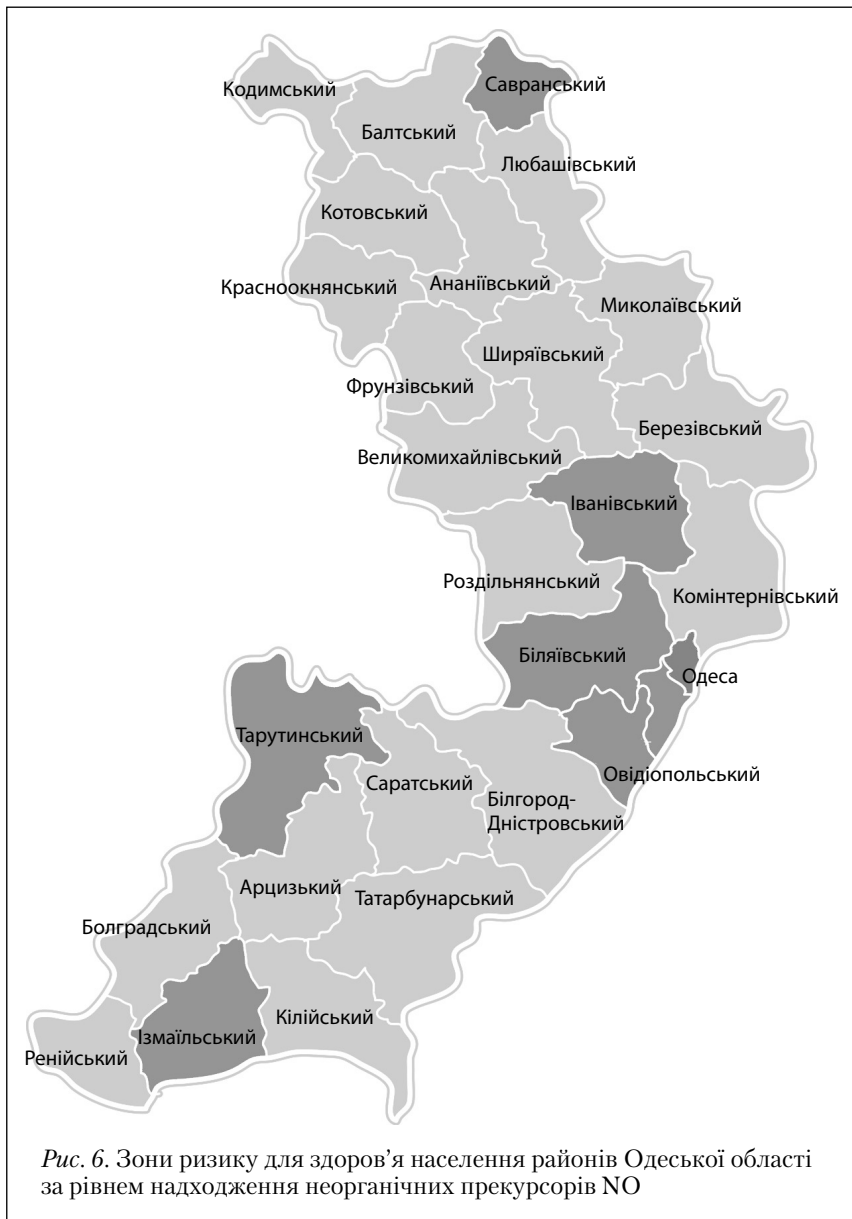 Савранський
Кодимський
Балтський
Любашівський
Котовський
Ананіївський
Красноокнянський
Миколаївський
Ширяївський
Фрунзівський
Березівський
Великомихайлівський
Іванівський
Роздільнянський
Комінтернівський
Біляївський
Одеса
Тарутинський
Овідіопольський
Саратський
Білгород-
Дністровський
Арцизький
Татарбунарський
Болградський
Кілійський
Ізмаїльський
Ренійський
Рис. 6. Зони ризику для здоров’я населення районів Одеської області
за рівнем надходження неорганічних прекурсорів NO